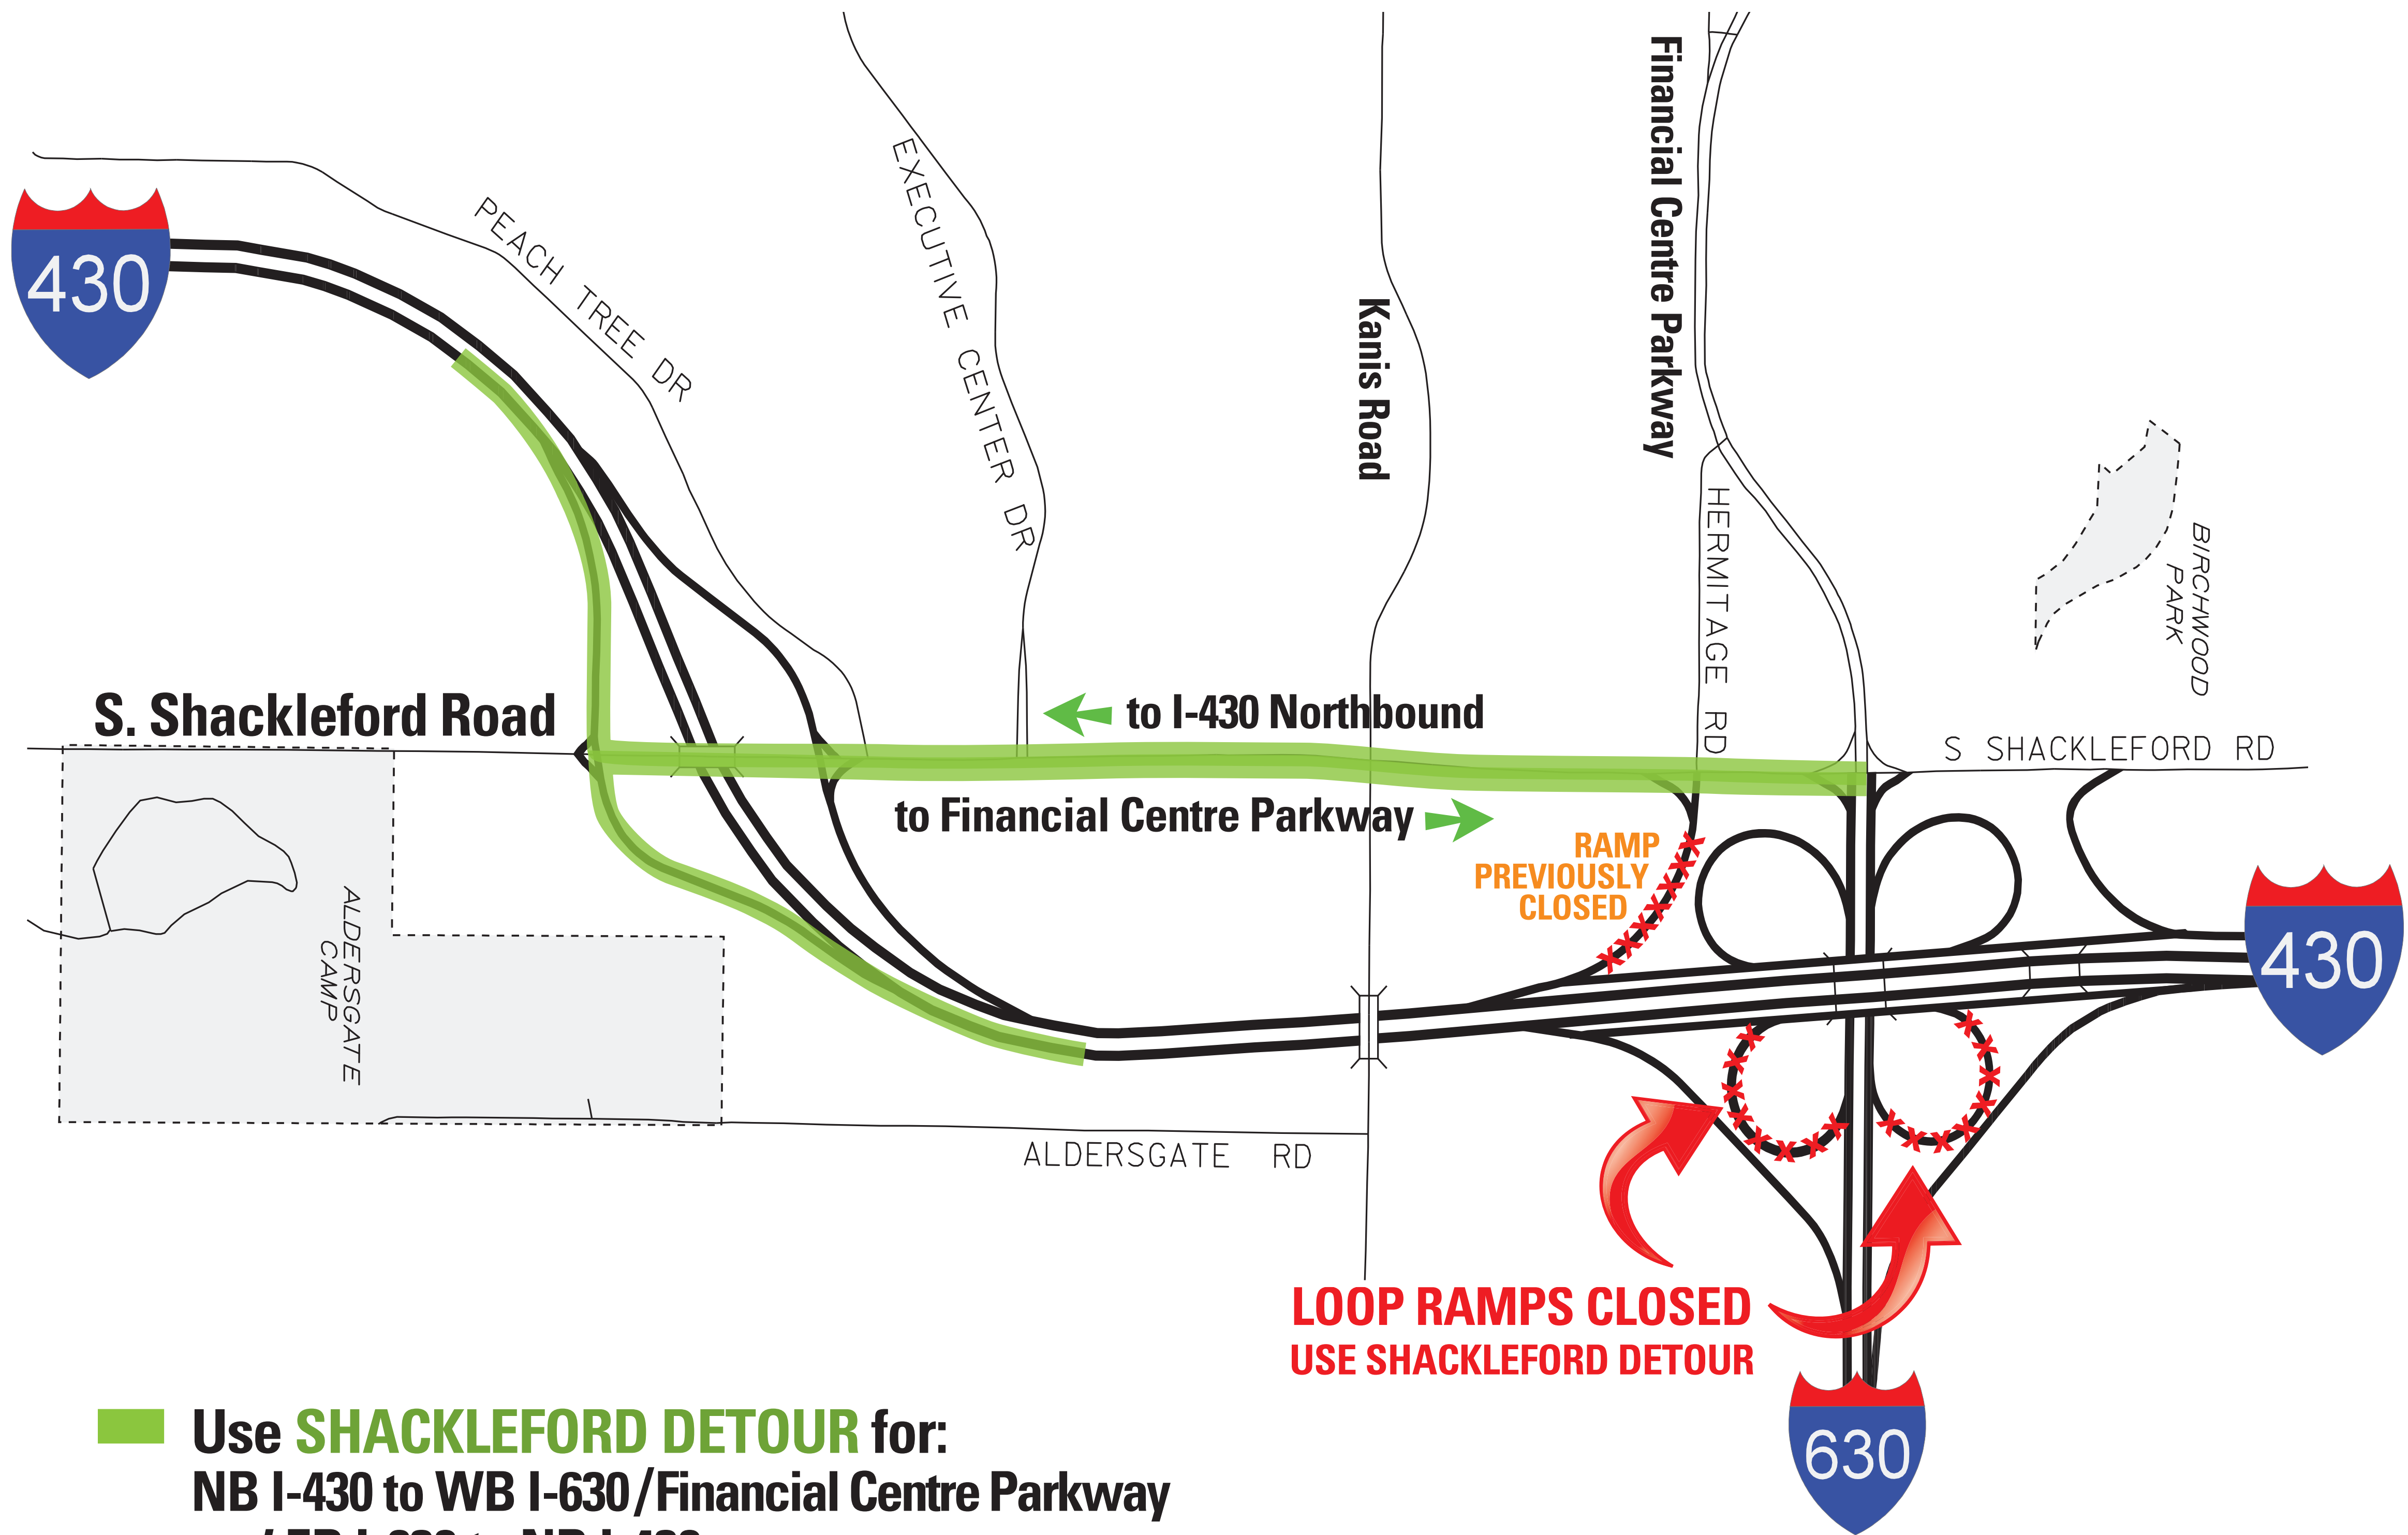 Financial Centre Parkway
PEACH TREE DR
EXECUTIVE CENTER DR
Kanis Road
430
HERMITAGE RD
BIRCHWOOD
PARK
S. Shackleford Road
to I-430 Northbound
S SHACKLEFORD RD
to Financial Centre Parkway
RAMP
PREVIOUSLY
CLOSED
430
ALDERSGATE
CAMP
ALDERSGATE RD
LOOP RAMPS CLOSED
USE SHACKLEFORD DETOUR
630
Use SHACKLEFORD DETOUR for:
NB I-430 to WB I-630/Financial Centre Parkway